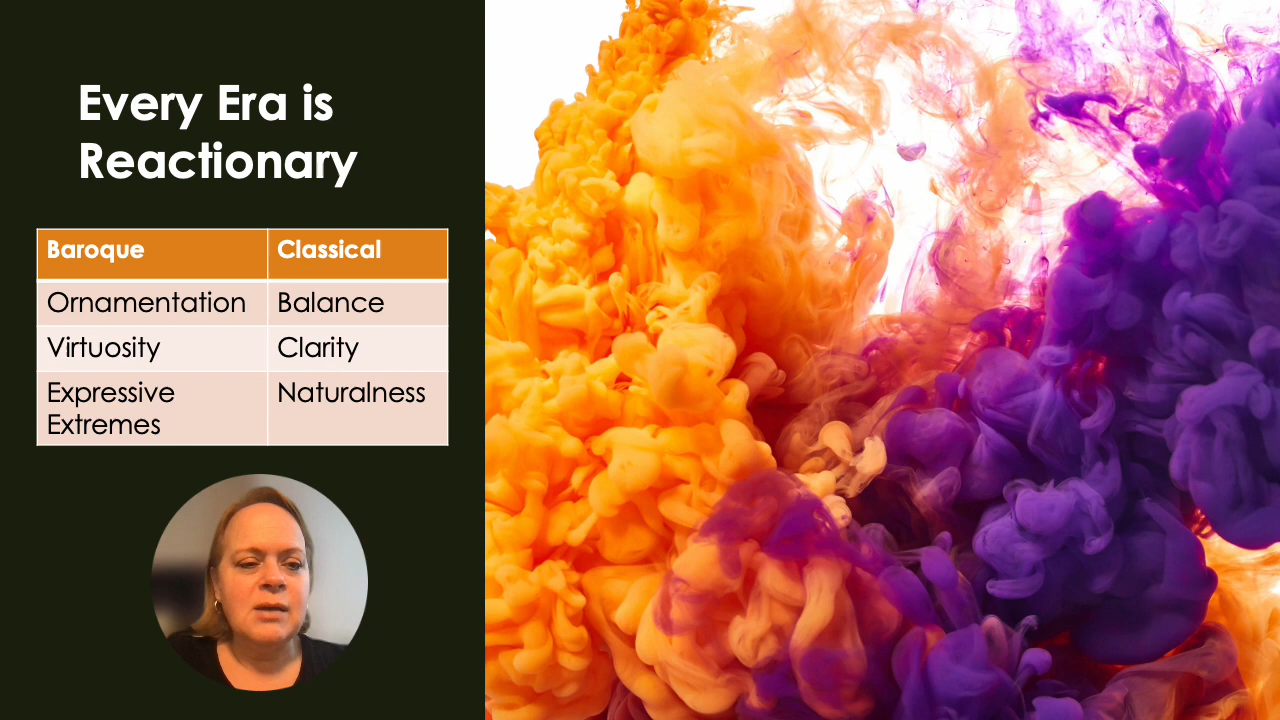 Every Era is
Reactionary
Baroque Classical
Ornamentation Balance
Virtuosity Clarity
Expressive Naturalness
Extremes